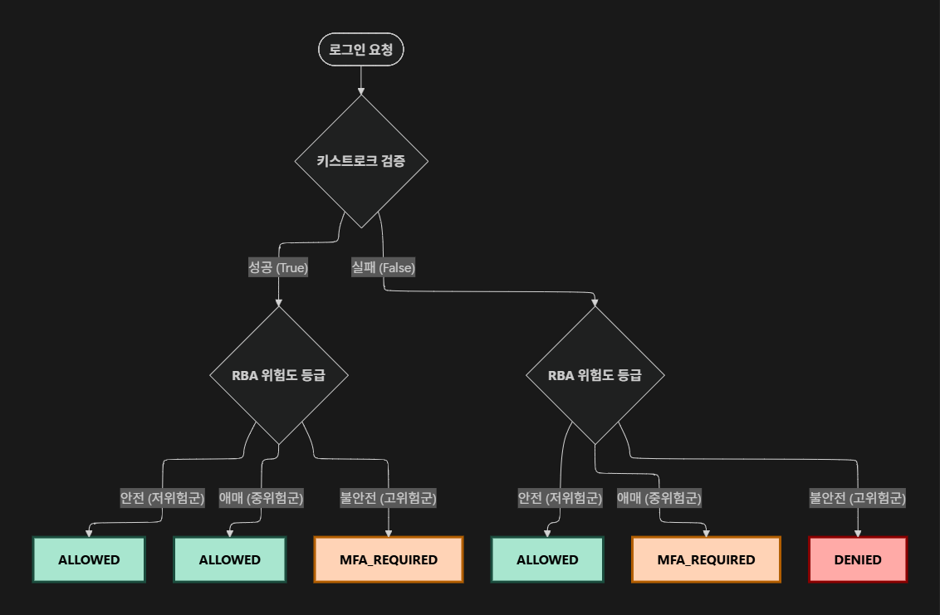 로그인 요청
키스트로크 검증
성공 (True)
실패 (False)
RBA 위험도 등급
RBA 위험도 등급
안전 (저위험군)
애매 (중위험군)
불안전 (고위험군)
안전 (저위험군)
애매 (중위험군)
불안전 (고위험군)
ALLOWED
ALLOWED
MFA_REQUIRED
ALLOWED
MFA_REQUIRED
DENIED